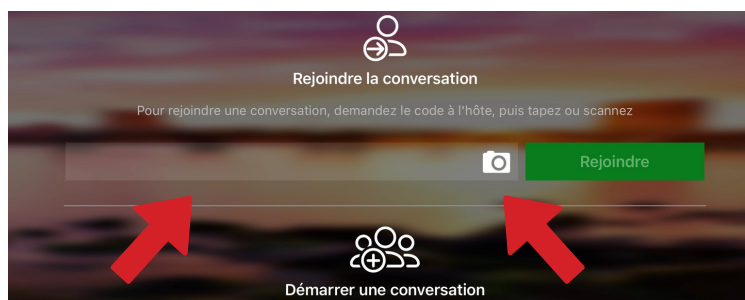 Rejoindre la conversation
Pour rejoindre une conversation, demandez le code à l'hôte, puis tapez ou scannez
Rejoindre
Démarrer une conversation